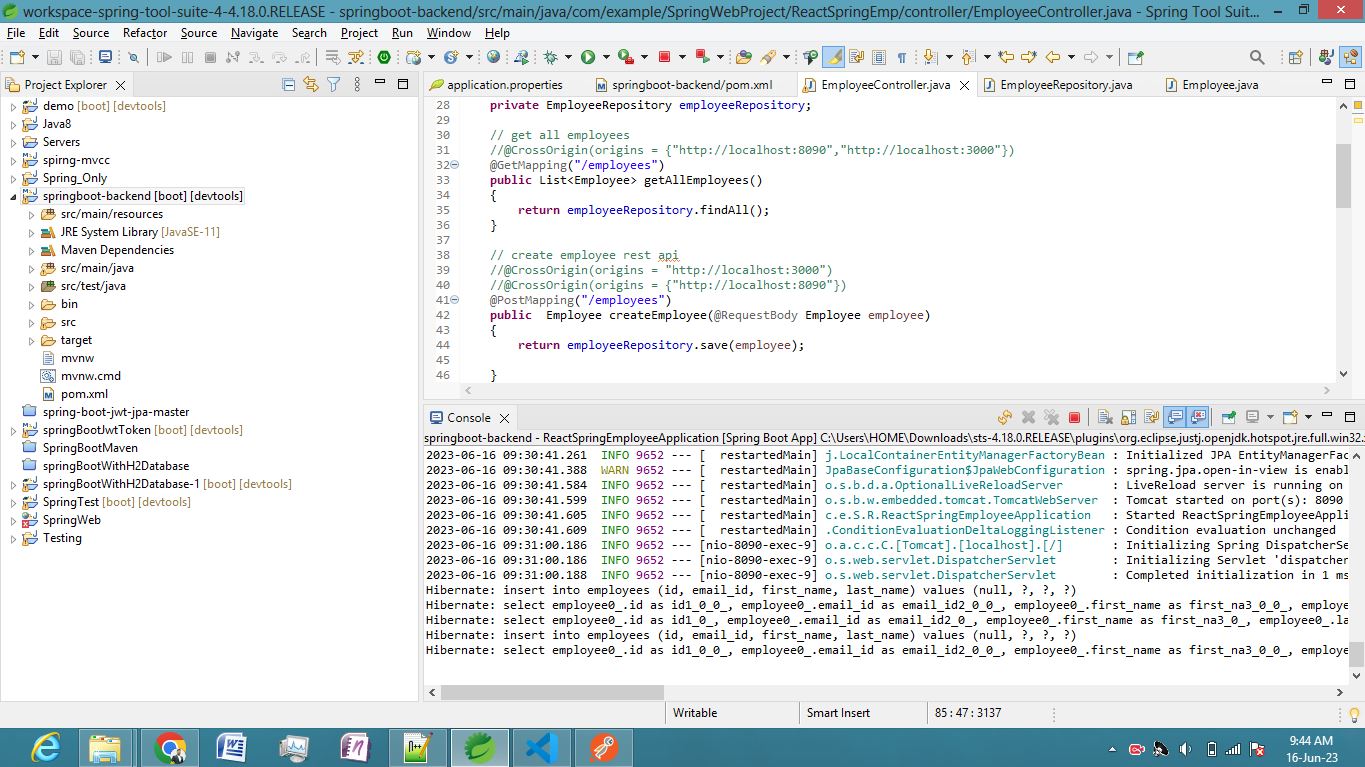 workspace-spring-tool-suite-4-4.18.0.RELEASE - springboot-backend/src/main/java/com/example/SpringWebProject/ReactSpringEmp/controller/EmployeeController.java - Spring Tool Suit...
File Edit Source Refactor Source Navigate Search Project Run Window Help
Project Explorer
demo [boot] [devtools]
Java8
Servers
spirng-mvcc
Spring_Only
springboot-backend [boot] [devtools]
src/main/resources
JRE System Library [JavaSE-11]
Maven Dependencies
src/main/java
src/test/java
bin
src
target
mvnw
mvnw.cmd
pom.xml
spring-boot-jwt-jpa-master
springBootJwtToken [boot] [devtools]
SpringBootMaven
springBootWithH2Database
springBootWithH2Database-1 [boot] [devtools]
SpringTest [boot] [devtools]
SpringWeb
Testing
application.properties springboot-backend/pom.xml EmployeeController.java EmployeeRepository.java Employee.java
28 private EmployeeRepository employeeRepository;
29
30 // get all employees
31 //@CrossOrigin(origins = {"http://localhost:8090","http://localhost:3000"})
32 @GetMapping("/employees")
33 public List<Employee> getAllEmployees()
34 {
35 return employeeRepository.findAll();
36 }
37
38 // create employee rest api
39 //@CrossOrigin(origins = "http://localhost:3000")
40 //@CrossOrigin(origins = {"http://localhost:8090"})
41 @PostMapping("/employees")
42 public  Employee createEmployee(@RequestBody Employee employee)
43 {
44 return employeeRepository.save(employee);
45
46 }
Console
springboot-backend - ReactSpringEmployeeApplication [Spring Boot App] C:\Users\HOME\Downloads\sts-4.18.0.RELEASE\plugins\org.eclipse.justj.openjdk.hotspot.jre.full.win32.
2023-06-16 09:30:41.261  INFO 9652 --- [  restartedMain] j.LocalContainerEntityManagerFactoryBean : Initialized JPA EntityManagerFac
2023-06-16 09:30:41.388  WARN 9652 --- [  restartedMain] JpaBaseConfiguration$JpaWebConfiguration : spring.jpa.open-in-view is enabl
2023-06-16 09:30:41.584  INFO 9652 --- [  restartedMain] o.s.b.d.a.OptionalLiveReloadServer       : LiveReload server is running on
2023-06-16 09:30:41.599  INFO 9652 --- [  restartedMain] o.s.b.w.embedded.tomcat.TomcatWebServer  : Tomcat started on port(s): 8090
2023-06-16 09:30:41.605  INFO 9652 --- [  restartedMain] c.e.S.R.ReactSpringEmployeeApplication   : Started ReactSpringEmployeeAppli
2023-06-16 09:30:41.609  INFO 9652 --- [  restartedMain] .ConditionEvaluationDeltaLoggingListener : Condition evaluation unchanged
2023-06-16 09:31:00.186  INFO 9652 --- [nio-8090-exec-9] o.a.c.c.C.[Tomcat].[localhost].[/]       : Initializing Spring DispatcherSe
2023-06-16 09:31:00.186  INFO 9652 --- [nio-8090-exec-9] o.s.web.servlet.DispatcherServlet        : Initializing Servlet 'dispatcher
2023-06-16 09:31:00.188  INFO 9652 --- [nio-8090-exec-9] o.s.web.servlet.DispatcherServlet        : Completed initialization in 1 ms
Hibernate: insert into employees (id, email_id, first_name, last_name) values (null, ?, ?, ?)
Hibernate: select employee0_.id as id1_0_0_, employee0_.email_id as email_id2_0_0_, employee0_.first_name as first_na3_0_0_, employe
Hibernate: select employee0_.id as id1_0_, employee0_.email_id as email_id2_0_, employee0_.first_name as first_na3_0_, employee0_.la
Hibernate: insert into employees (id, email_id, first_name, last_name) values (null, ?, ?, ?)
Hibernate: select employee0_.id as id1_0_0_, employee0_.email_id as email_id2_0_0_, employee0_.first_name as first_na3_0_0_, employe
Writable Smart Insert 85 : 47 : 3137
9:44 AM
16-Jun-23